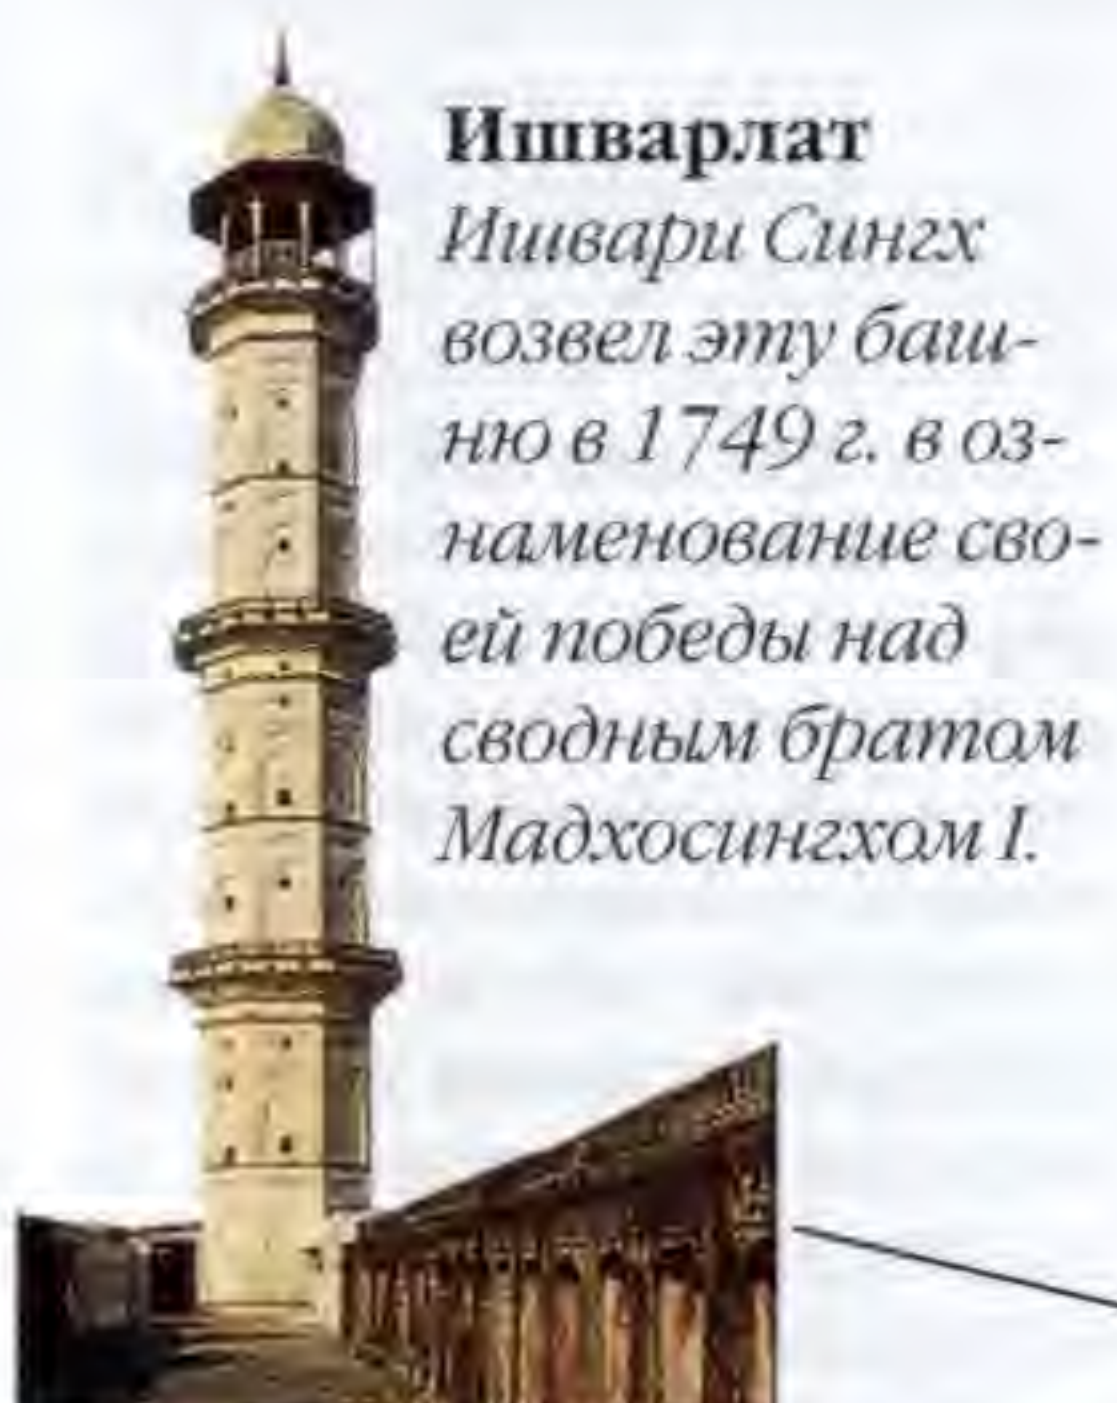 Ишварлат
Ишвари Сингх
возвел эту баш-
ню в 1749 г. в оз-
наменование сво-
ей победы над
сводным братом
Мадхосингхом I.